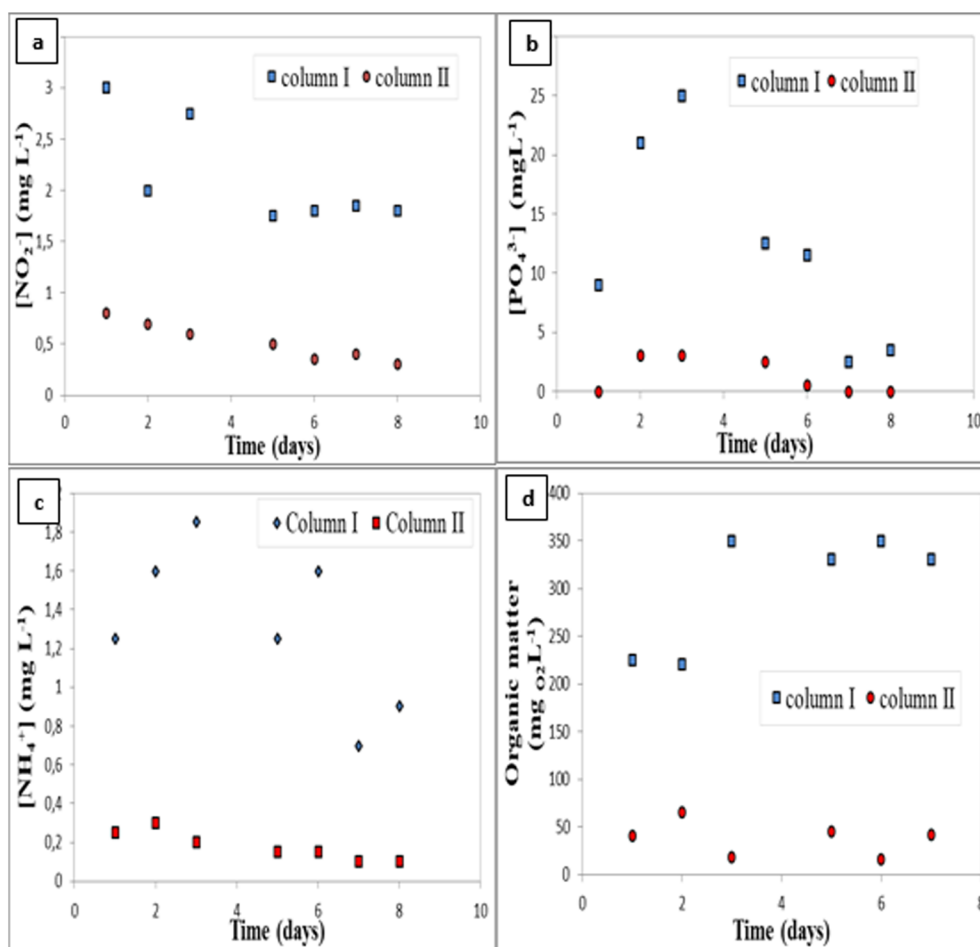 a
column I column II
3
2,5
2
1,5
1
0,5
0
0 2 4 6 8 10
[NO₂⁻] (mg L⁻¹)
Time (days)
b
column I column II
25
20
15
10
5
0
0 2 4 6 8 10
[PO₄³⁻] (mgL⁻¹)
Time (days)
c
Column I Column II
1,8
1,6
1,4
1,2
1
0,8
0,6
0,4
0,2
0
0 2 4 6 8 10
[NH₄⁺] (mg L⁻¹)
Time (days)
d
column I column II
400
350
300
250
200
150
100
50
0
0 2 4 6 8
Organic matter
(mg O₂L⁻¹)
Time (days)